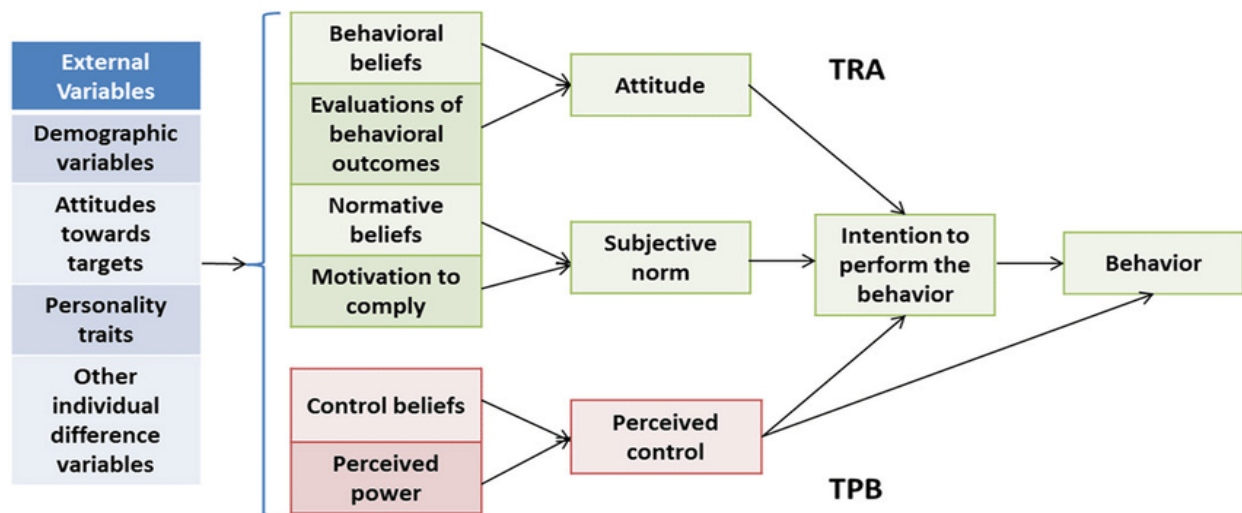 External
Variables
Demographic
variables
Attitudes
towards
targets
Personality
traits
Other
individual
difference
variables
Behavioral
beliefs
Evaluations of
behavioral
outcomes
Normative
beliefs
Motivation to
comply
Control beliefs
Perceived
power
Attitude
Subjective
norm
Perceived
control
TRA
Intention to
perform the
behavior
Behavior
TPB